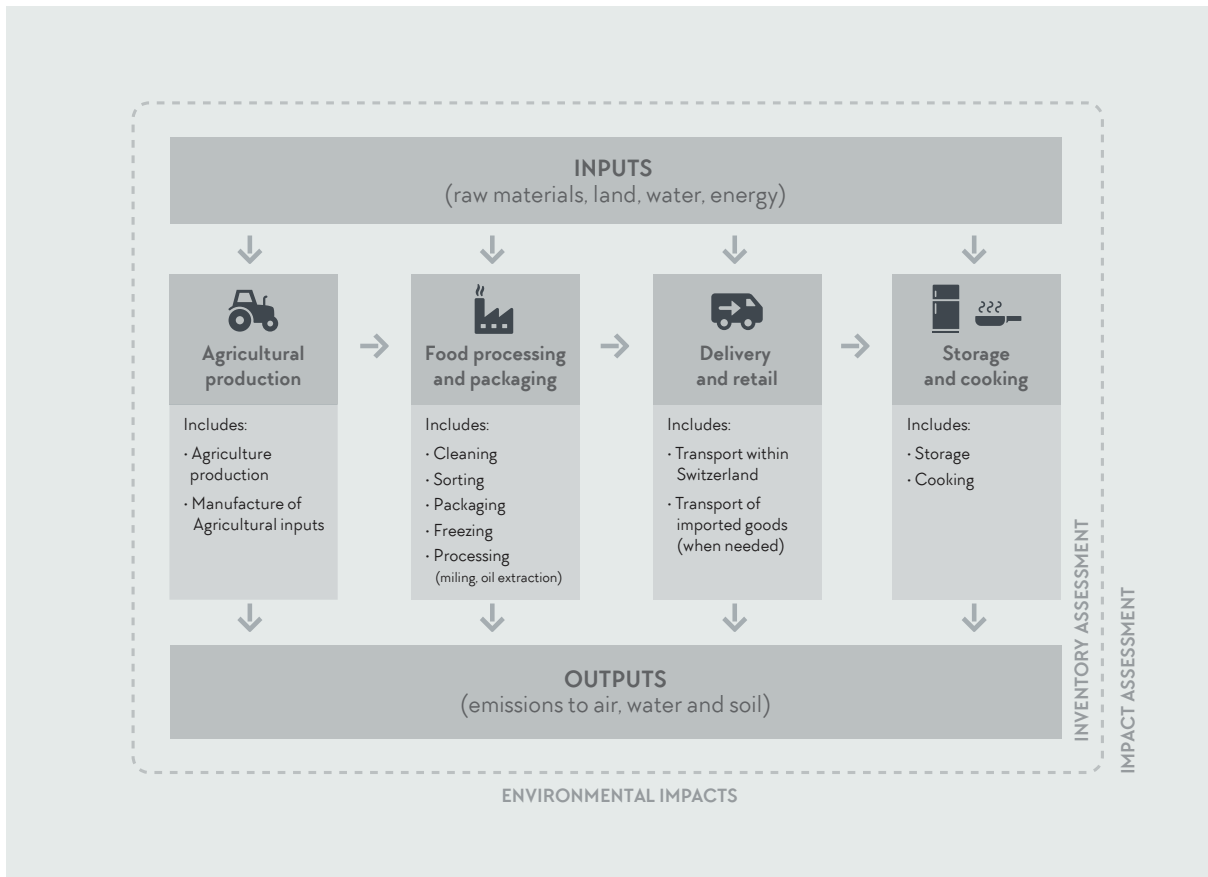 INPUTS
(raw materials, land, water, energy)
Agricultural
production
Includes:
· Agriculture
production
· Manufacture of
Agricultural inputs
Food processing
and packaging
Includes:
· Cleaning
· Sorting
· Packaging
· Freezing
· Processing
(miling, oil extraction)
Delivery
and retail
Includes:
· Transport within
Switzerland
· Transport of
imported goods
(when needed)
Storage
and cooking
Includes:
· Storage
· Cooking
OUTPUTS
(emissions to air, water and soil)
INVENTORY ASSESSMENT
IMPACT ASSESSMENT
ENVIRONMENTAL IMPACTS